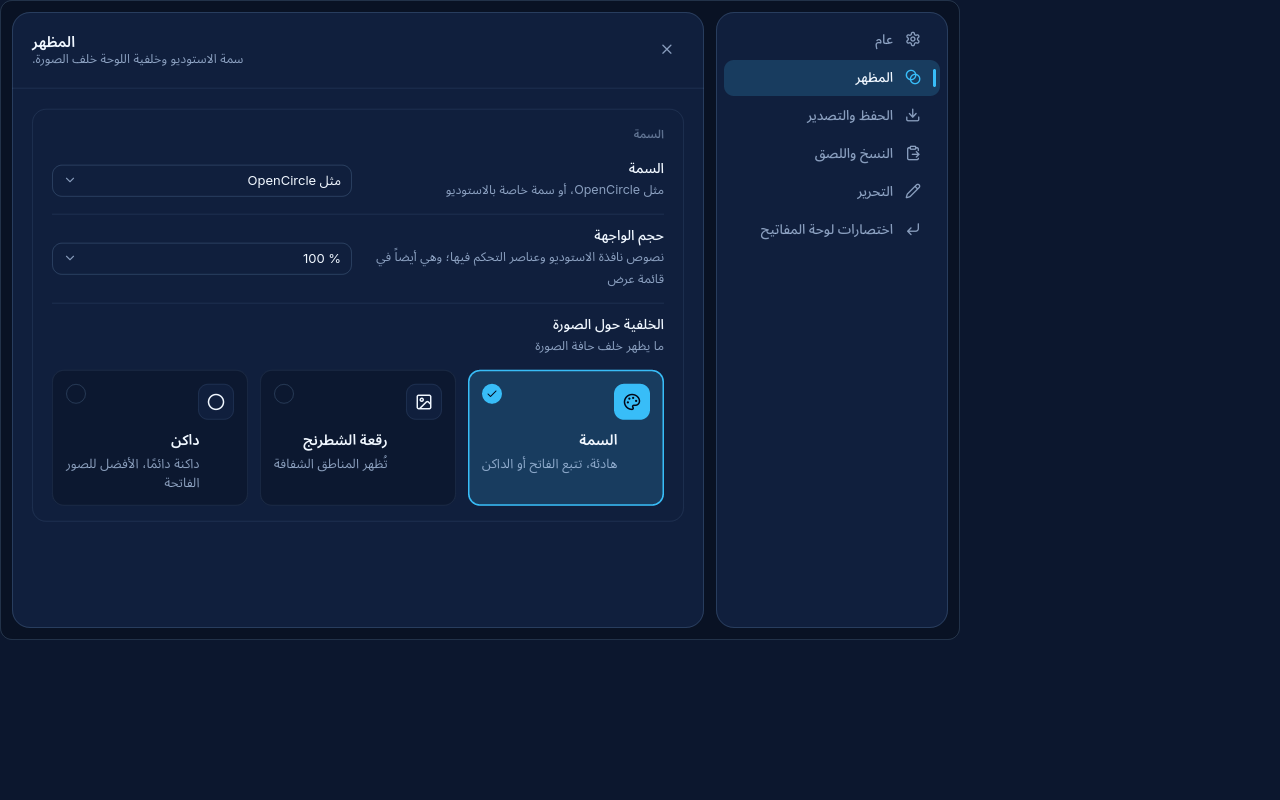 عام
المظهر
الحفظ والتصدير
النسخ واللصق
التحرير
اختصارات لوحة المفاتيح
المظهر
سمة الاستوديو وخلفية اللوحة خلف الصورة.
السمة
السمة
مثل OpenCircle، أو سمة خاصة بالاستوديو
مثل OpenCircle
حجم الواجهة
نصوص نافذة الاستوديو وعناصر التحكم فيها؛ وهي أيضاً في
قائمة عرض
100 %
الخلفية حول الصورة
ما يظهر خلف حافة الصورة
السمة
هادئة، تتبع الفاتح أو الداكن
رقعة الشطرنج
تُظهر المناطق الشفافة
داكن
داكنة دائمًا، الأفضل للصور
الفاتحة